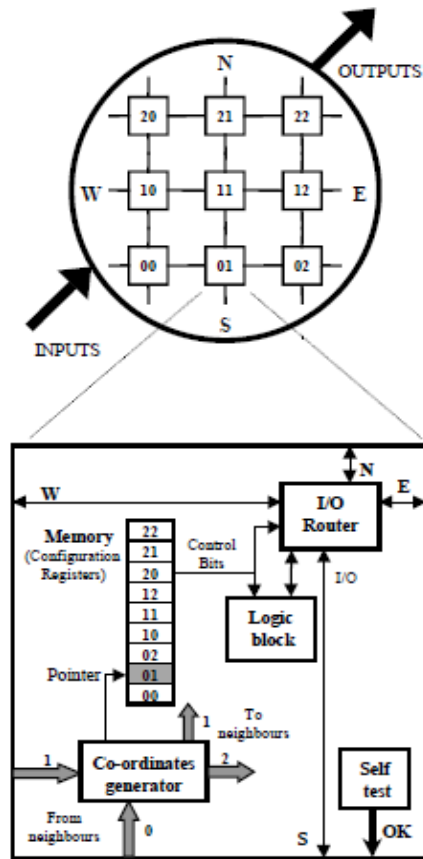 OUTPUTS
N
20 21 22
W 10 11 12 E
00 01 02
S
INPUTS
N
W
E
I/O
Router
Memory
(Configuration
Registers)
22
21
20
12
11
10
02
01
00
Control
Bits
I/O
Logic
block
Pointer
1
To
neighbours
1
2
Co-ordinates
generator
From
neighbours
0
Self
test
OK
S